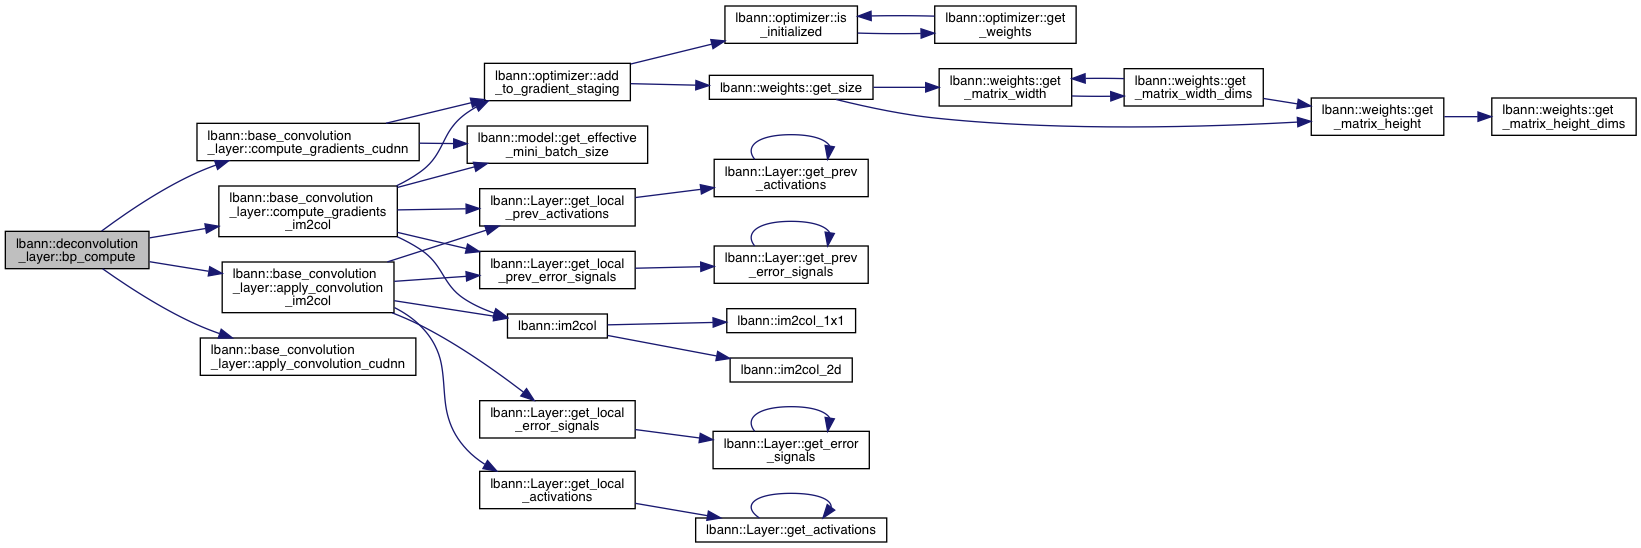 lbann::deconvolution
_layer::bp_compute
lbann::base_convolution
_layer::compute_gradients_cudnn
lbann::base_convolution
_layer::compute_gradients
_im2col
lbann::base_convolution
_layer::apply_convolution
_im2col
lbann::base_convolution
_layer::apply_convolution_cudnn
lbann::optimizer::add
_to_gradient_staging
lbann::model::get_effective
_mini_batch_size
lbann::Layer::get_local
_prev_activations
lbann::Layer::get_local
_prev_error_signals
lbann::im2col
lbann::Layer::get_local
_error_signals
lbann::Layer::get_local
_activations
lbann::optimizer::is
_initialized
lbann::weights::get_size
lbann::Layer::get_prev
_activations
lbann::Layer::get_prev
_error_signals
lbann::im2col_1x1
lbann::im2col_2d
lbann::Layer::get_error
_signals
lbann::Layer::get_activations
lbann::optimizer::get
_weights
lbann::weights::get
_matrix_width
lbann::weights::get
_matrix_width_dims
lbann::weights::get
_matrix_height
lbann::weights::get
_matrix_height_dims